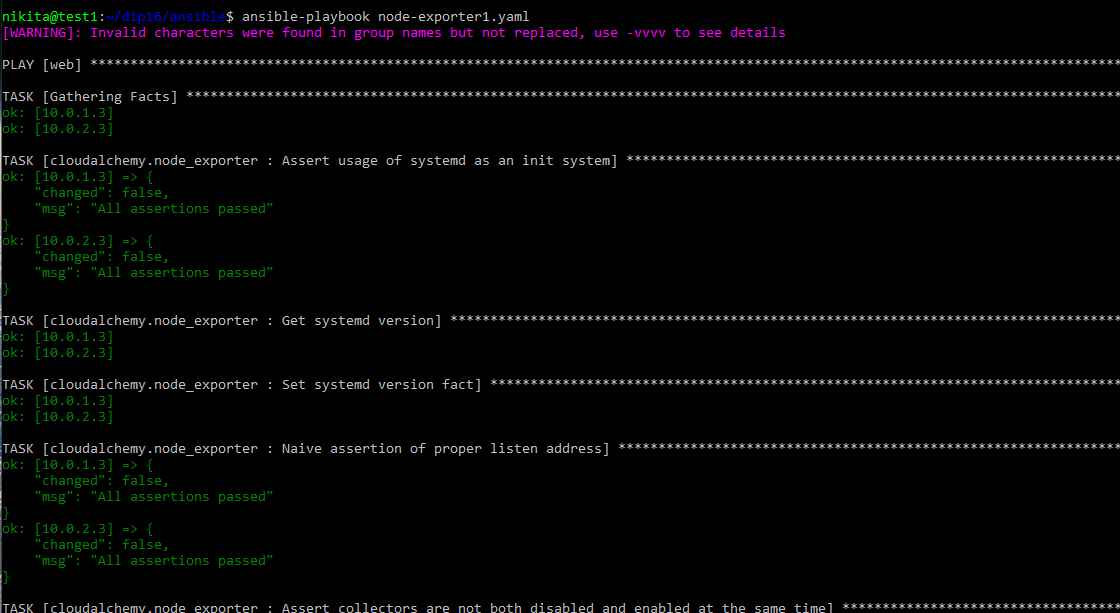 nikita@test1:~/dip16/ansible$ ansible-playbook node-exporter1.yaml
[WARNING]: Invalid characters were found in group names but not replaced, use -vvvv to see details
PLAY [web] *********************************************************************************************************************************
TASK [Gathering Facts] *********************************************************************************************************************
ok: [10.0.1.3]
ok: [10.0.2.3]
TASK [cloudalchemy.node_exporter : Assert usage of systemd as an init system] **************************************************************
ok: [10.0.1.3] => {
    "changed": false,
    "msg": "All assertions passed"
}
ok: [10.0.2.3] => {
    "changed": false,
    "msg": "All assertions passed"
}
TASK [cloudalchemy.node_exporter : Get systemd version] ************************************************************************************
ok: [10.0.1.3]
ok: [10.0.2.3]
TASK [cloudalchemy.node_exporter : Set systemd version fact] *******************************************************************************
ok: [10.0.1.3]
ok: [10.0.2.3]
TASK [cloudalchemy.node_exporter : Naive assertion of proper listen address] ***************************************************************
ok: [10.0.1.3] => {
    "changed": false,
    "msg": "All assertions passed"
}
ok: [10.0.2.3] => {
    "changed": false,
    "msg": "All assertions passed"
}
TASK [cloudalchemy.node_exporter : Assert collectors are not both disabled and enabled at the same time] ***********************************